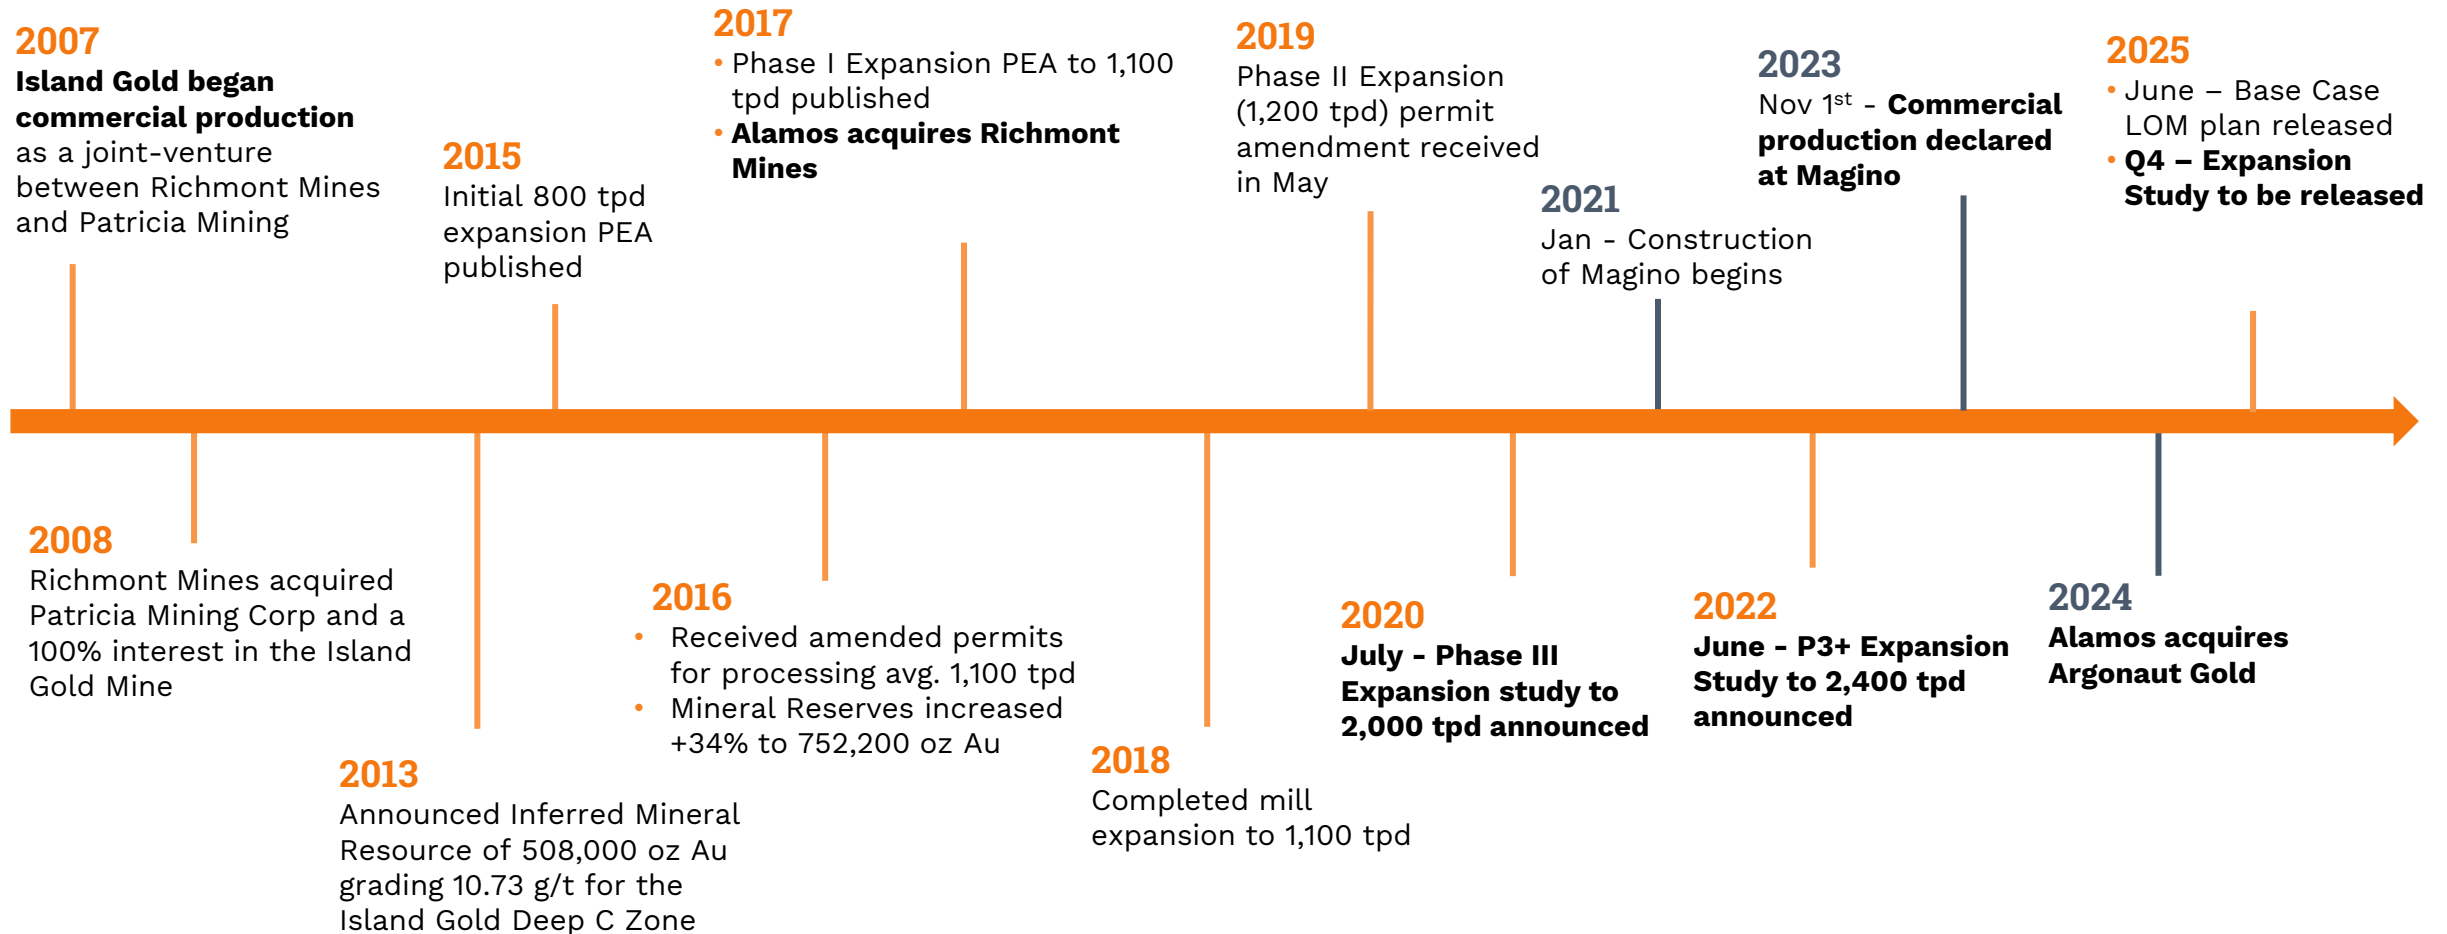 2007
Island Gold began
commercial production
as a joint-venture
between Richmont Mines
and Patricia Mining
2008
Richmont Mines acquired
Patricia Mining Corp and a
100% interest in the Island
Gold Mine
2013
Announced Inferred Mineral
Resource of 508,000 oz Au
grading 10.73 g/t for the
Island Gold Deep C Zone
2015
Initial 800 tpd
expansion PEA
published
2016
• Received amended permits
for processing avg. 1,100 tpd
• Mineral Reserves increased
+34% to 752,200 oz Au
2017
• Phase I Expansion PEA to 1,100
tpd published
• Alamos acquires Richmont
Mines
2018
Completed mill
expansion to 1,100 tpd
2019
Phase II Expansion
(1,200 tpd) permit
amendment received
in May
2020
July - Phase III
Expansion study to
2,000 tpd announced
2021
Jan - Construction
of Magino begins
2022
June - P3+ Expansion
Study to 2,400 tpd
announced
2023
Nov 1st - Commercial
production declared
at Magino
2024
Alamos acquires
Argonaut Gold
2025
• June – Base Case
LOM plan released
• Q4 – Expansion
Study to be released